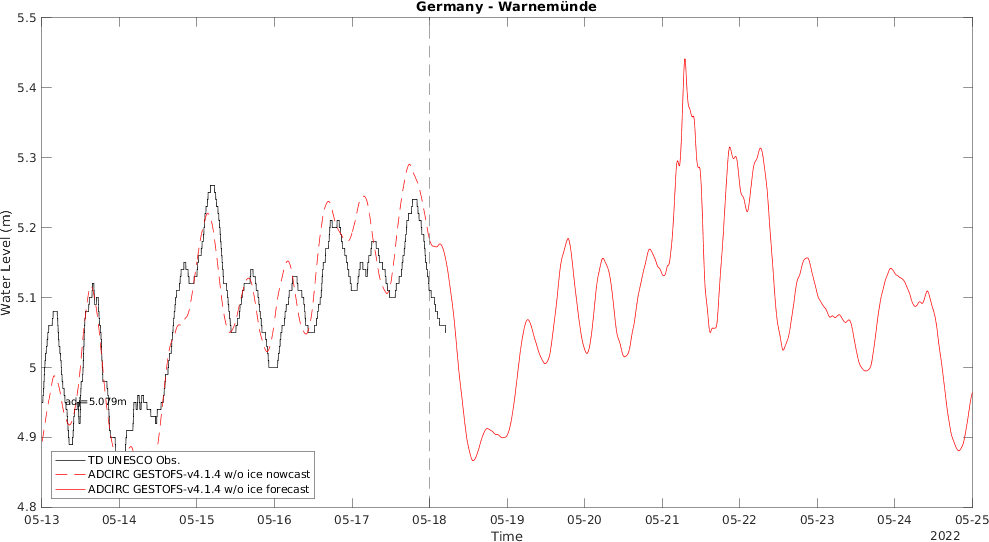 Germany - Warnemünde
5.5
5.4
5.3
5.2
5.1
5
4.9
4.8
Water Level (m)
adj=5.079m
TD UNESCO Obs.
ADCIRC GESTOFS-v4.1.4 w/o ice nowcast
ADCIRC GESTOFS-v4.1.4 w/o ice forecast
05-13 05-14 05-15 05-16 05-17 05-18 05-19 05-20 05-21 05-22 05-23 05-24 05-25
Time
2022